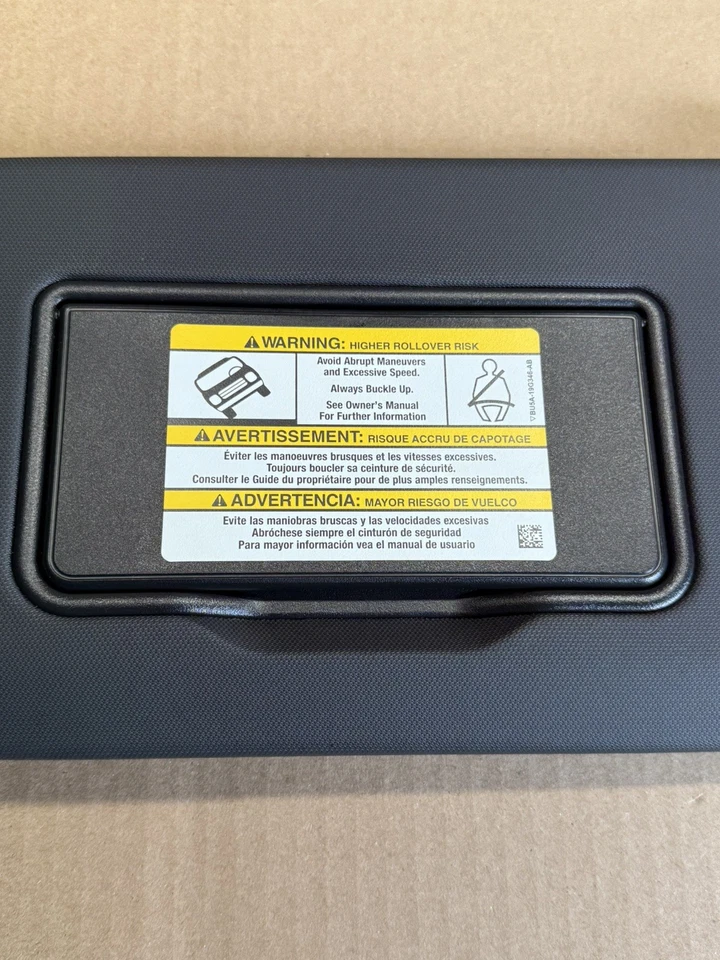 ⚠WARNING: HIGHER ROLLOVER RISK
Avoid Abrupt Maneuvers
and Excessive Speed.
Always Buckle Up.
See Owner's Manual
For Further Information
▽BU5A-19G346-AB
⚠AVERTISSEMENT: RISQUE ACCRU DE CAPOTAGE
Éviter les manoeuvres brusques et les vitesses excessives.
Toujours boucler sa ceinture de sécurité.
Consulter le Guide du propriétaire pour de plus amples renseignements.
⚠ADVERTENCIA: MAYOR RIESGO DE VUELCO
Evite las maniobras bruscas y las velocidades excesivas
Abróchese siempre el cinturón de seguridad
Para mayor información vea el manual de usuario